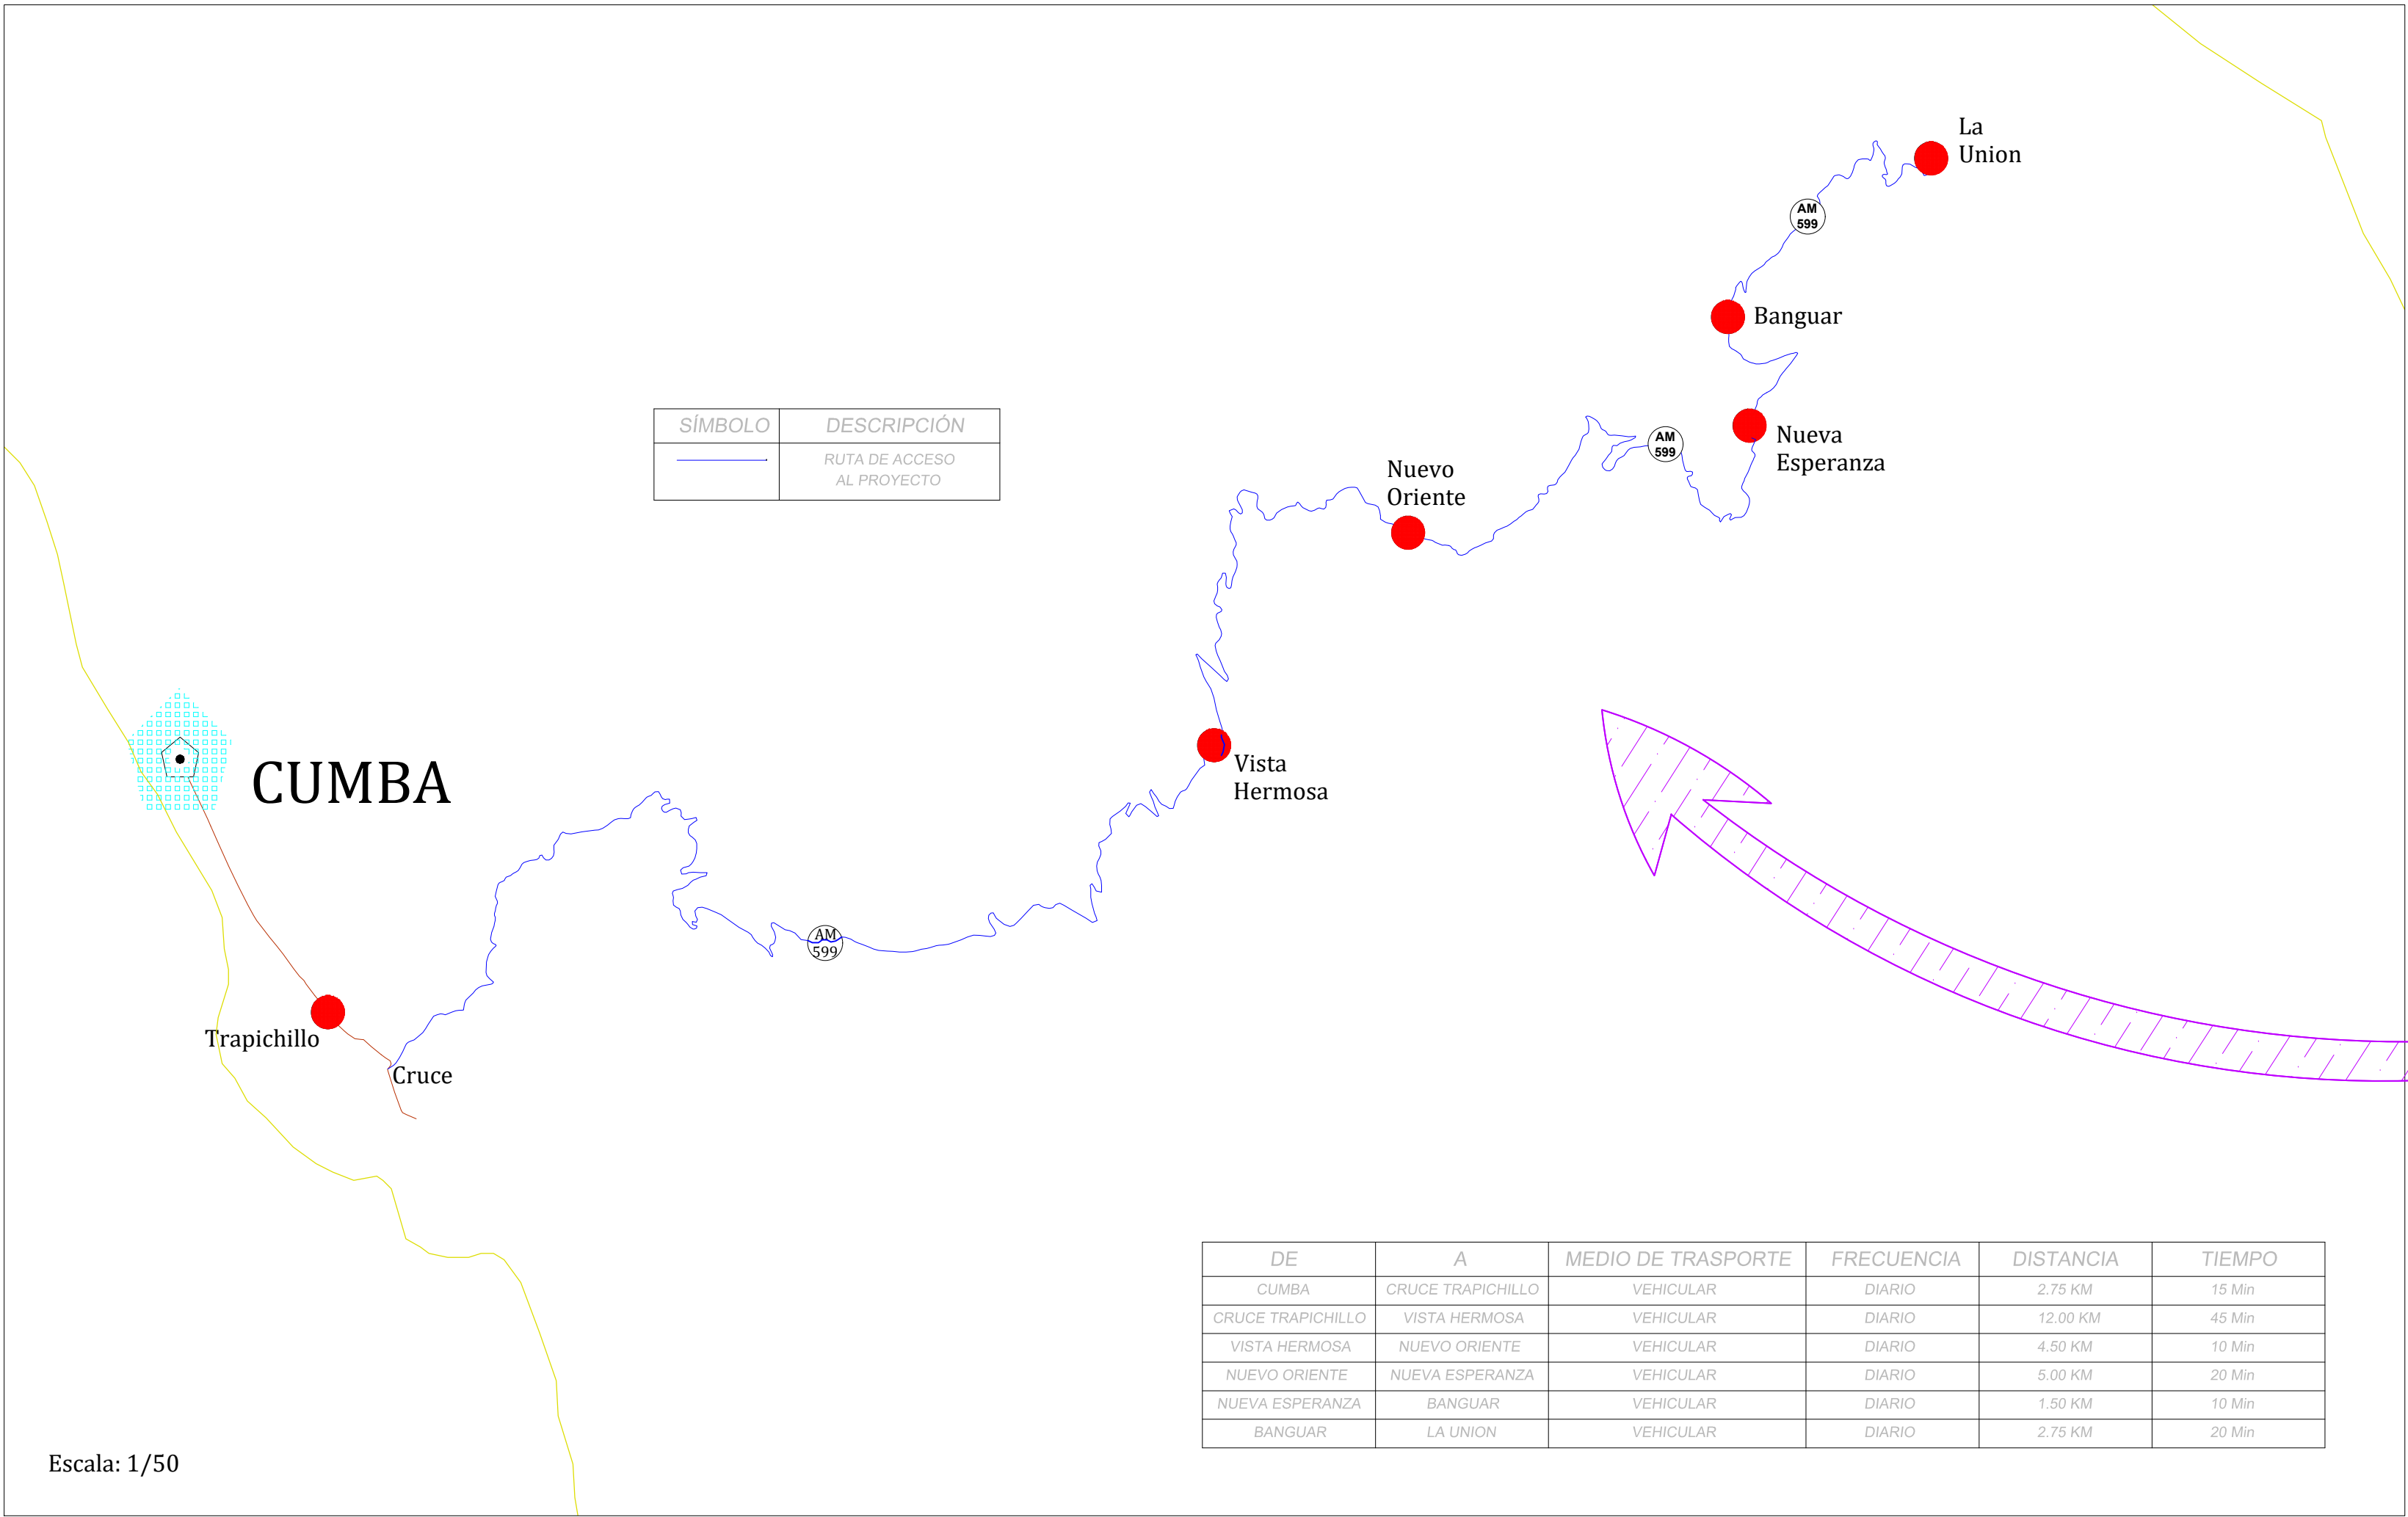 La
Union
AM
599
Banguar
SÍMBOLO DESCRIPCIÓN
RUTA DE ACCESO
AL PROYECTO
Nueva
Esperanza
AM
599
Nuevo
Oriente
CUMBA
Vista
Hermosa
AM
599
Trapichillo
Cruce
DE A MEDIO DE TRASPORTE FRECUENCIA DISTANCIA TIEMPO
CUMBA CRUCE TRAPICHILLO VEHICULAR DIARIO 2.75 KM 15 Min
CRUCE TRAPICHILLO VISTA HERMOSA VEHICULAR DIARIO 12.00 KM 45 Min
VISTA HERMOSA NUEVO ORIENTE VEHICULAR DIARIO 4.50 KM 10 Min
NUEVO ORIENTE NUEVA ESPERANZA VEHICULAR DIARIO 5.00 KM 20 Min
NUEVA ESPERANZA BANGUAR VEHICULAR DIARIO 1.50 KM 10 Min
BANGUAR LA UNION VEHICULAR DIARIO 2.75 KM 20 Min
Escala: 1/50